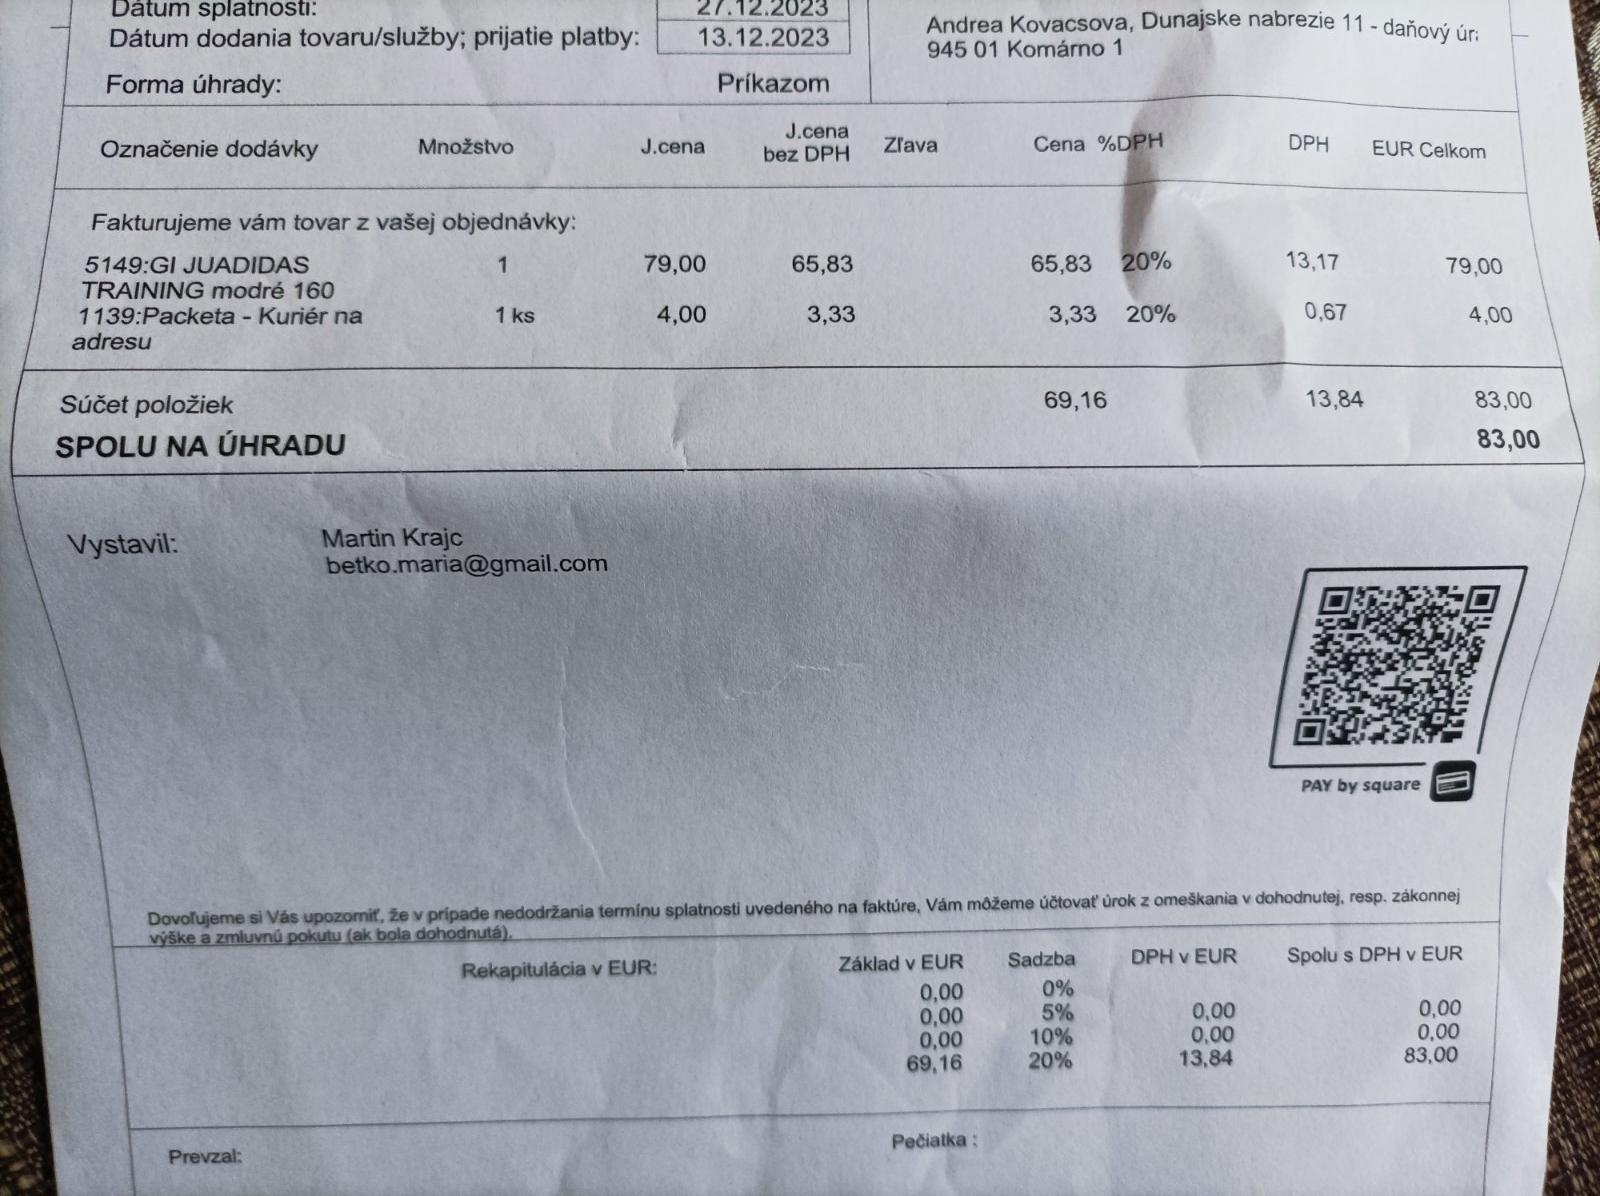 Dátum splatnosti: 27.12.2023
Dátum dodania tovaru/služby; prijatie platby: 13.12.2023
Forma úhrady: Príkazom
Andrea Kovacsova, Dunajske nabrezie 11 - daňový úr
945 01 Komárno 1
Označenie dodávky Množstvo J.cena J.cena bez DPH Zľava Cena %DPH DPH EUR Celkom
Fakturujeme vám tovar z vašej objednávky:
5149:GI JUADIDAS 1 79,00 65,83 65,83 20% 13,17 79,00
TRAINING modré 160
1139:Packeta - Kuriér na 1 ks 4,00 3,33 3,33 20% 0,67 4,00
adresu
Súčet položiek 69,16 13,84 83,00
SPOLU NA ÚHRADU 83,00
Vystavil: Martin Krajc
betko.maria@gmail.com
PAY by square
Dovoľujeme si Vás upozorniť, že v prípade nedodržania termínu splatnosti uvedeného na faktúre, Vám môžeme účtovať úrok z omeškania v dohodnutej, resp. zákonnej
výške a zmluvnú pokutu (ak bola dohodnutá).
Rekapitulácia v EUR: Základ v EUR Sadzba DPH v EUR Spolu s DPH v EUR
0,00 0%
0,00 5% 0,00 0,00
0,00 10% 0,00 0,00
69,16 20% 13,84 83,00
Prevzal: Pečiatka :